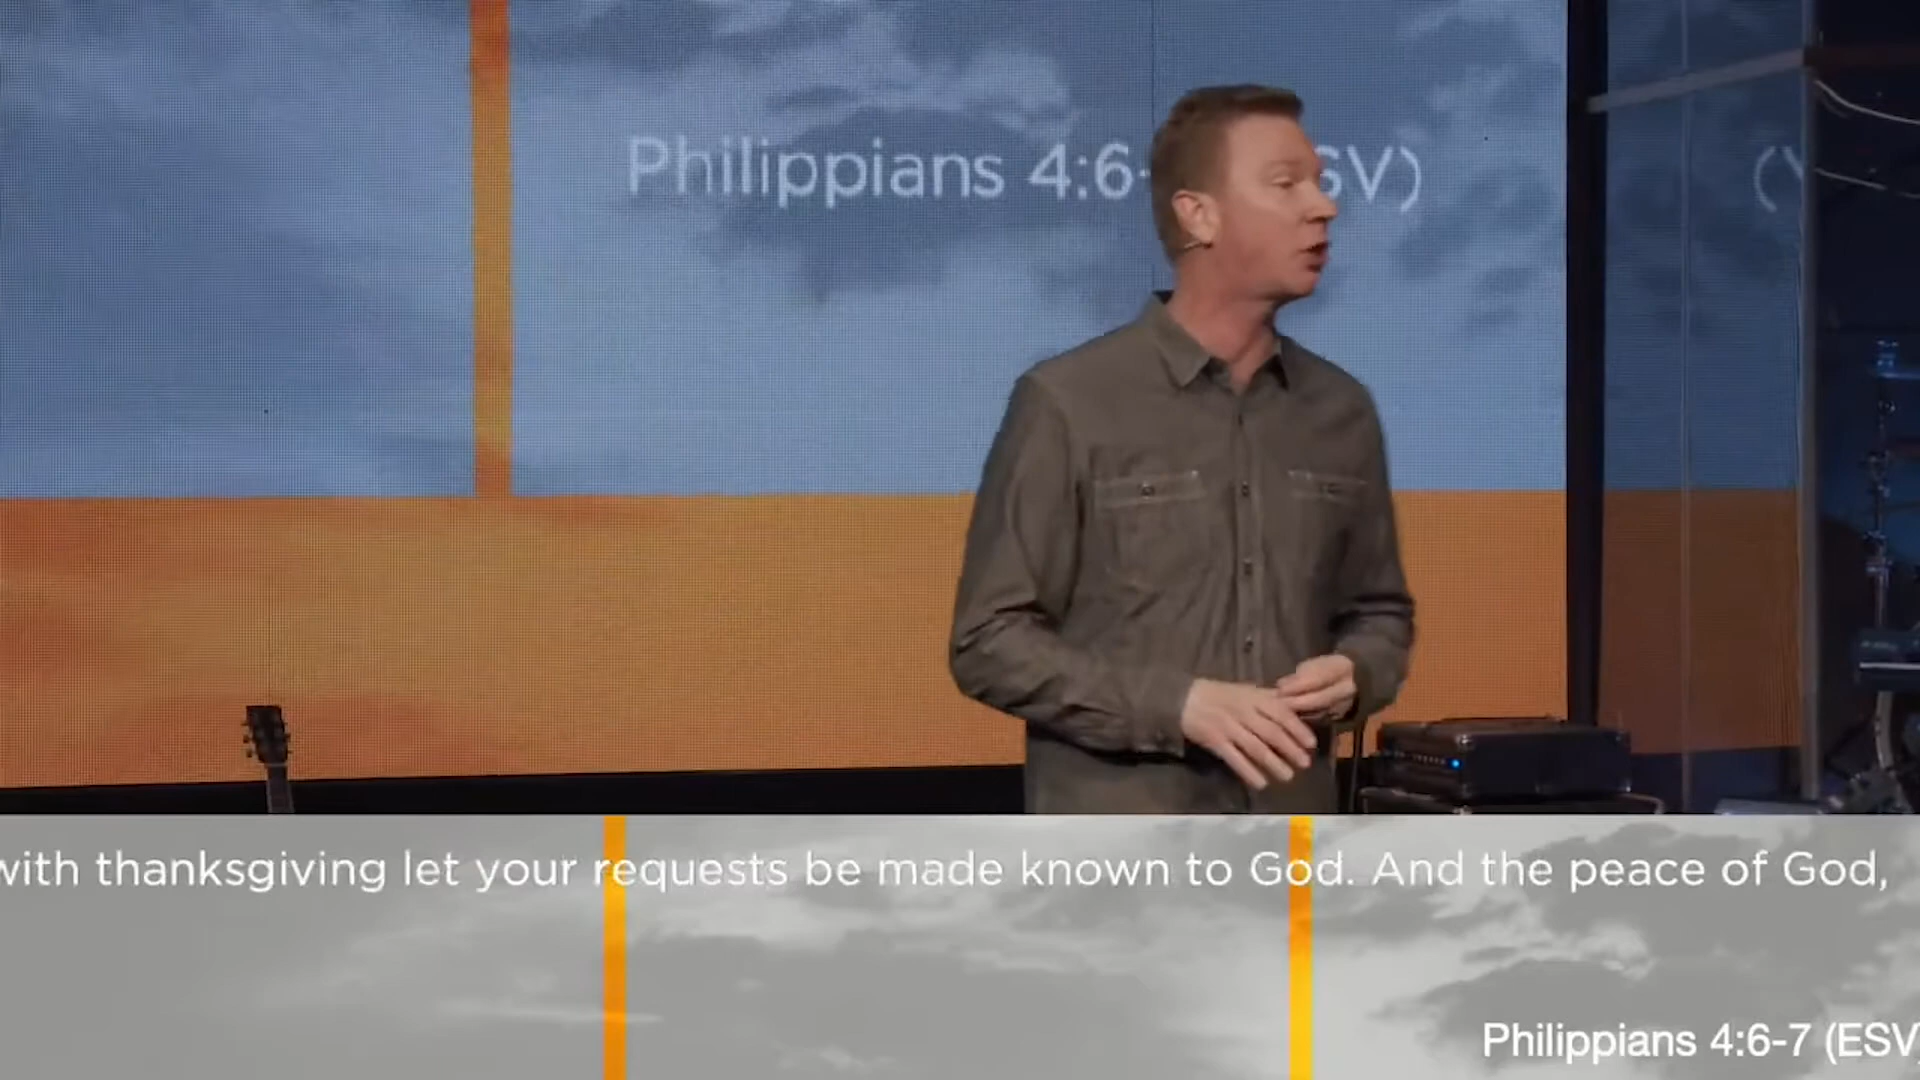 Philippians 4:6- SV)
with thanksgiving let your requests be made known to God. And the peace of God,
Philippians 4:6-7 (ESV